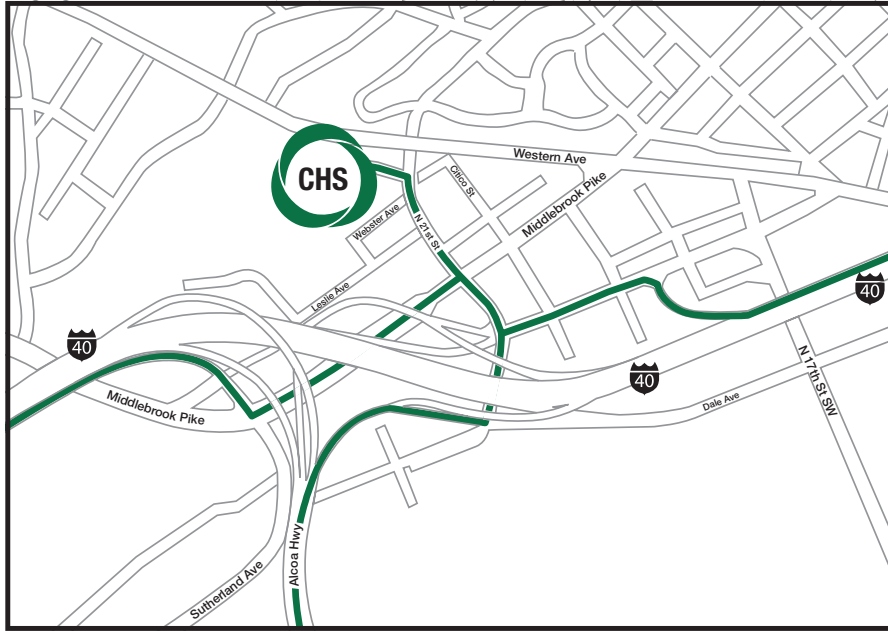 Western Ave
CHS
Citico St
Middlebrook Pike
Webster Ave
N 21st St
Leslie Ave
40
40
40
Middlebrook Pike
Dale Ave
N 17th St SW
Alcoa Hwy
Sutherland Ave